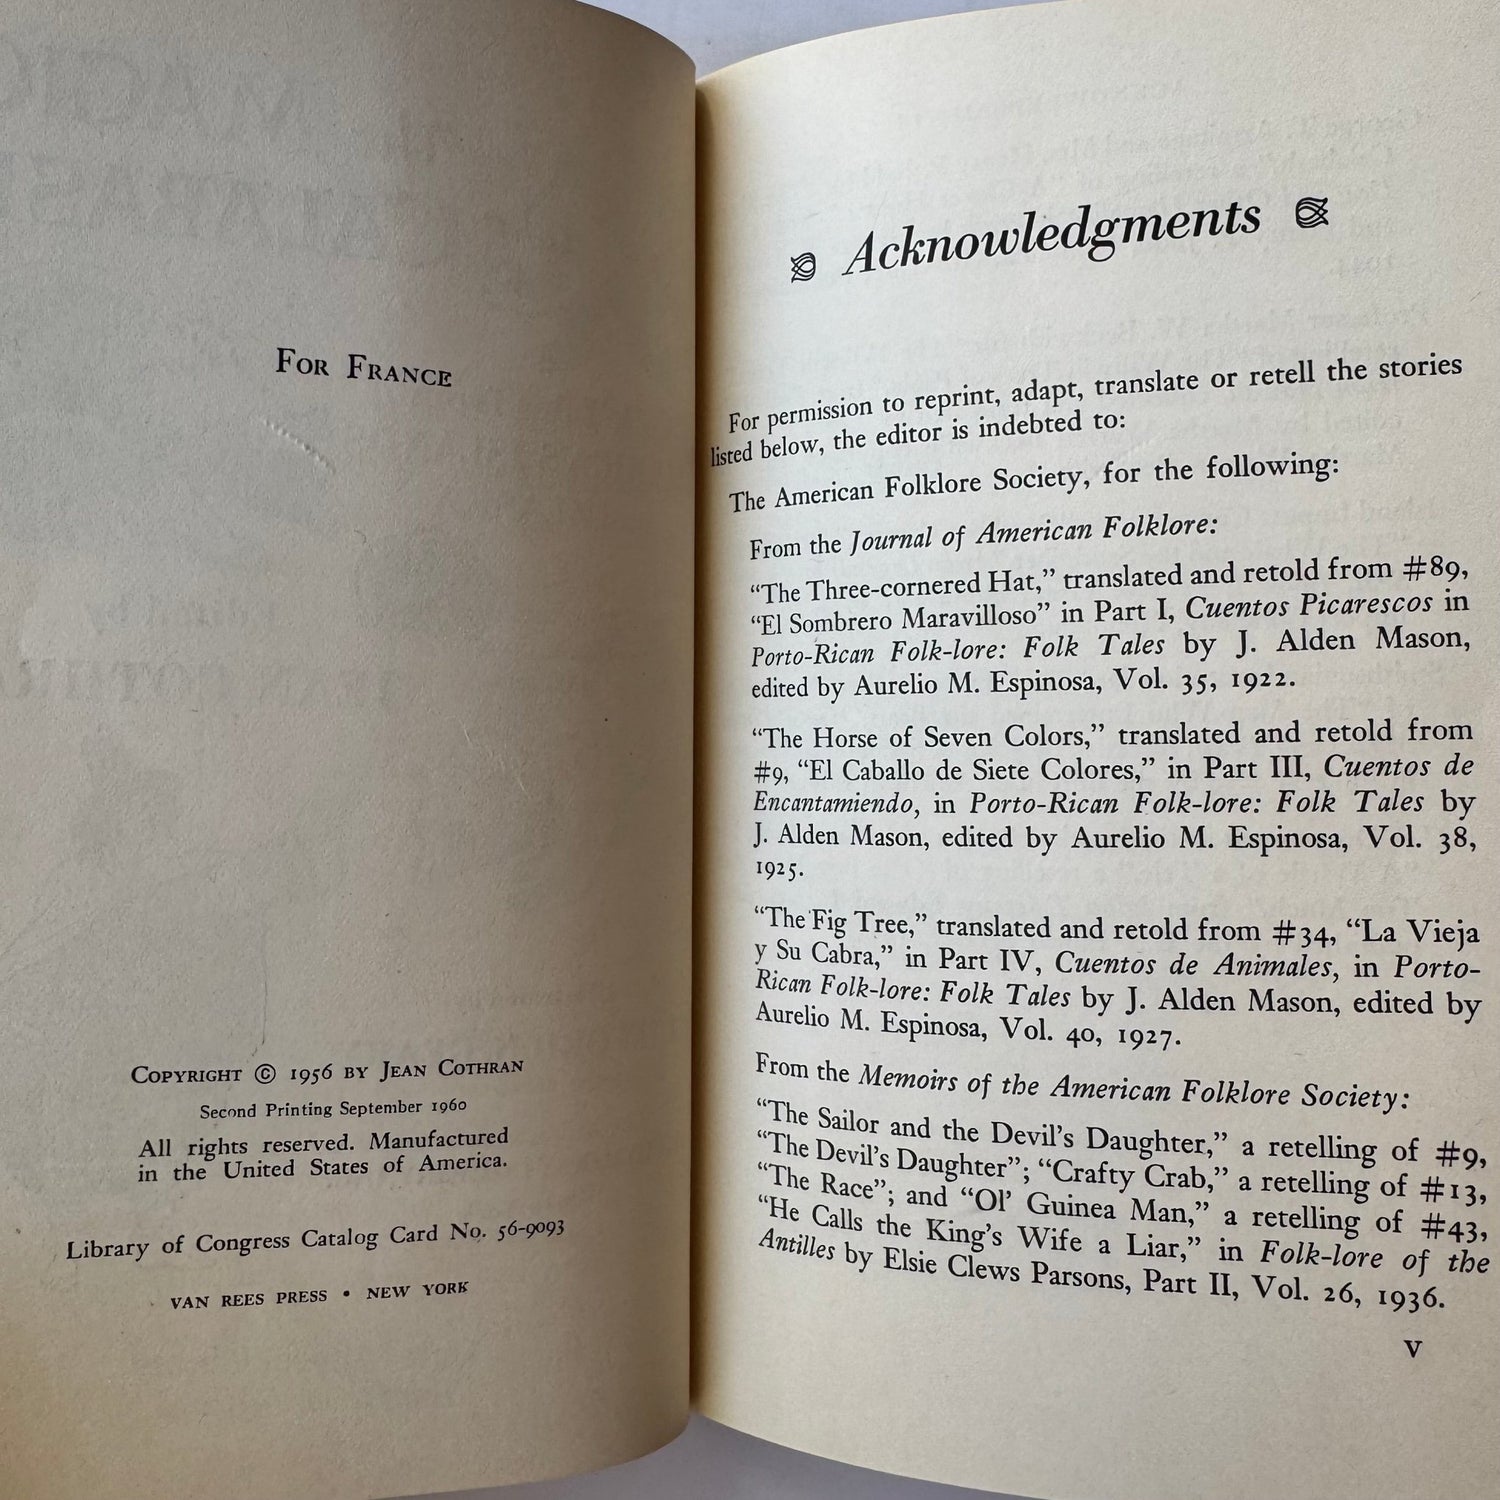 For France
Copyright © 1956 by Jean Cothran
Second Printing September 1960
All rights reserved. Manufactured
in the United States of America.
Library of Congress Catalog Card No. 56-9093
VAN REES PRESS • NEW YORK
Acknowledgments
For permission to reprint, adapt, translate or retell the stories
listed below, the editor is indebted to:
The American Folklore Society, for the following:
From the Journal of American Folklore:
“The Three-cornered Hat,” translated and retold from #89,
“El Sombrero Maravilloso” in Part I, Cuentos Picarescos in
Porto-Rican Folk-lore: Folk Tales by J. Alden Mason,
edited by Aurelio M. Espinosa, Vol. 35, 1922.
“The Horse of Seven Colors,” translated and retold from
#9, “El Caballo de Siete Colores,” in Part III, Cuentos de
Encantamiendo, in Porto-Rican Folk-lore: Folk Tales by
J. Alden Mason, edited by Aurelio M. Espinosa, Vol. 38,
1925.
“The Fig Tree,” translated and retold from #34, “La Vieja
y Su Cabra,” in Part IV, Cuentos de Animales, in Porto-
Rican Folk-lore: Folk Tales by J. Alden Mason, edited by
Aurelio M. Espinosa, Vol. 40, 1927.
From the Memoirs of the American Folklore Society:
“The Sailor and the Devil’s Daughter,” a retelling of #9,
“The Devil’s Daughter”; “Crafty Crab,” a retelling of #13,
“The Race”; and “Ol’ Guinea Man,” a retelling of #43,
“He Calls the King’s Wife a Liar,” in Folk-lore of the
Antilles by Elsie Clews Parsons, Part II, Vol. 26, 1936.
v